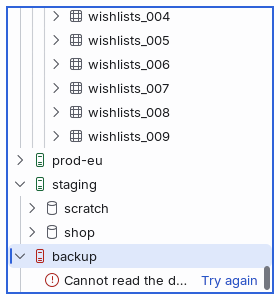 wishlists_004
wishlists_005
wishlists_006
wishlists_007
wishlists_008
wishlists_009
prod-eu
staging
scratch
shop
backup
Cannot read the d... Try again